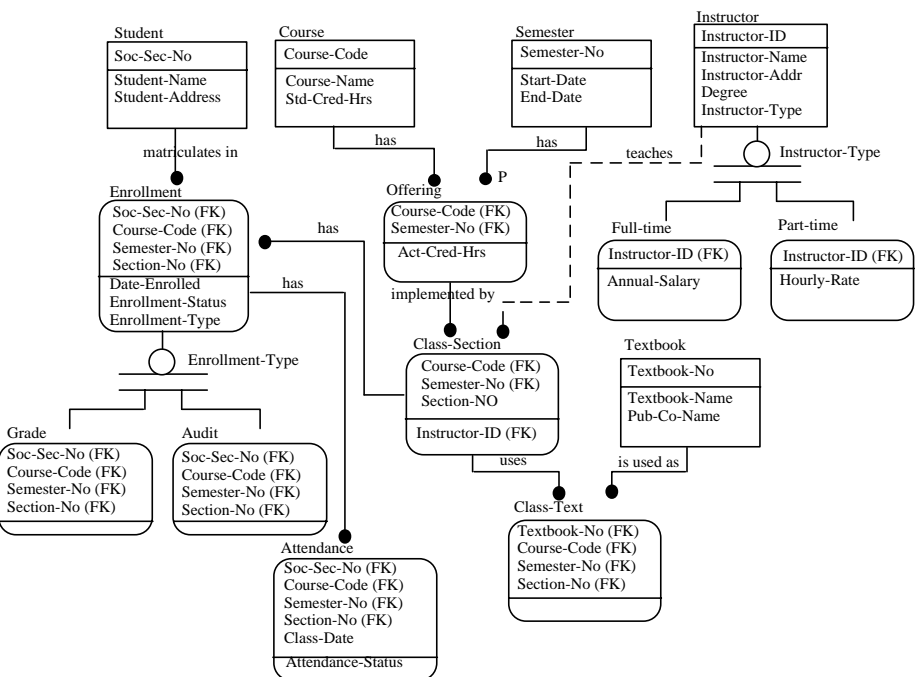 Student
Soc-Sec-No
Student-Name
Student-Address
Course
Course-Code
Course-Name
Std-Cred-Hrs
Semester
Semester-No
Start-Date
End-Date
Instructor
Instructor-ID
Instructor-Name
Instructor-Addr
Degree
Instructor-Type
matriculates in
has
has
teaches
Instructor-Type
P
Enrollment
Soc-Sec-No (FK)
Course-Code (FK)
Semester-No (FK)
Section-No (FK)
Date-Enrolled
Enrollment-Status
Enrollment-Type
has
has
Offering
Course-Code (FK)
Semester-No (FK)
Act-Cred-Hrs
implemented by
Full-time
Instructor-ID (FK)
Annual-Salary
Part-time
Instructor-ID (FK)
Hourly-Rate
Enrollment-Type
Class-Section
Course-Code (FK)
Semester-No (FK)
Section-NO
Instructor-ID (FK)
Textbook
Textbook-No
Textbook-Name
Pub-Co-Name
uses
is used as
Grade
Soc-Sec-No (FK)
Course-Code (FK)
Semester-No (FK)
Section-No (FK)
Audit
Soc-Sec-No (FK)
Course-Code (FK)
Semester-No (FK)
Section-No (FK)
Attendance
Soc-Sec-No (FK)
Course-Code (FK)
Semester-No (FK)
Section-No (FK)
Class-Date
Attendance-Status
Class-Text
Textbook-No (FK)
Course-Code (FK)
Semester-No (FK)
Section-No (FK)